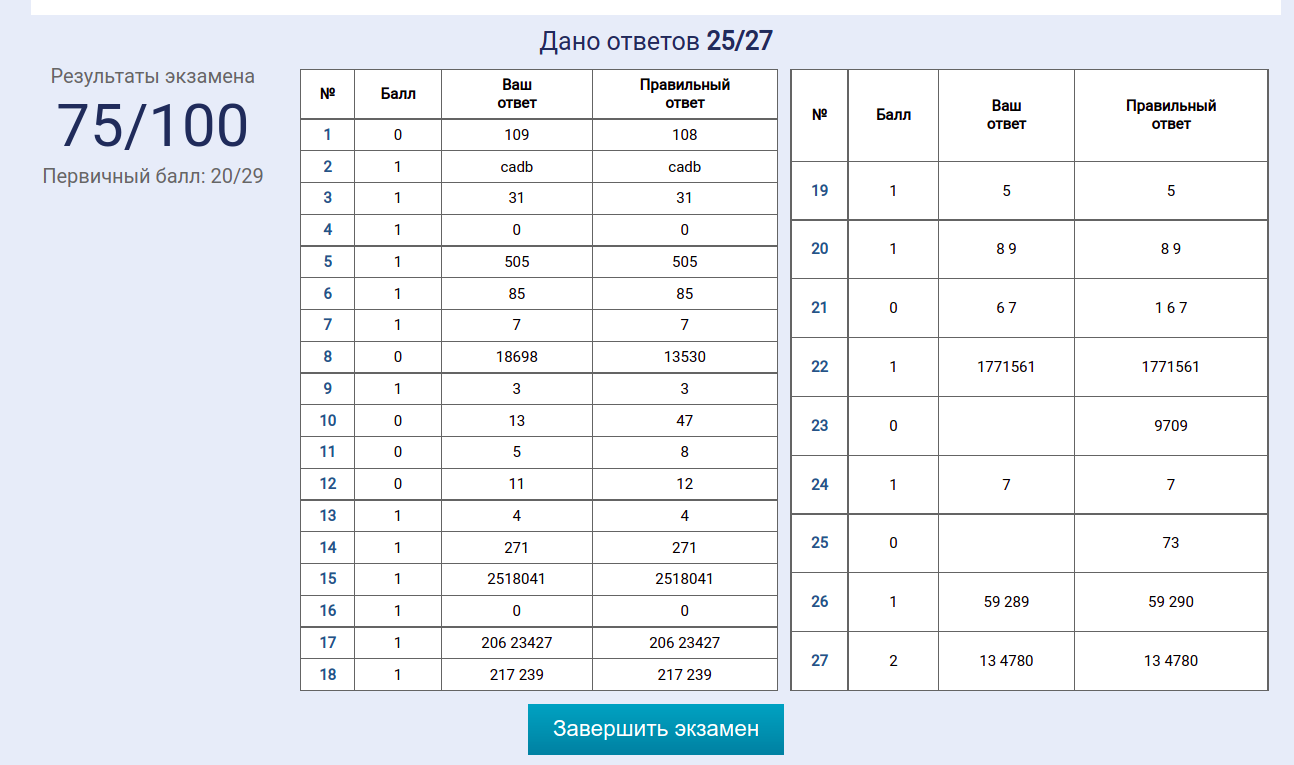 Дано ответов 25/27
Результаты экзамена
75/100
Первичный балл: 20/29
№ Балл Ваш ответ Правильный ответ
1 0 109 108
2 1 cadb cadb
3 1 31 31
4 1 0 0
5 1 505 505
6 1 85 85
7 1 7 7
8 0 18698 13530
9 1 3 3
10 0 13 47
11 0 5 8
12 0 11 12
13 1 4 4
14 1 271 271
15 1 2518041 2518041
16 1 0 0
17 1 206 23427 206 23427
18 1 217 239 217 239
№ Балл Ваш ответ Правильный ответ
19 1 5 5
20 1 8 9 8 9
21 0 6 7 1 6 7
22 1 1771561 1771561
23 0 9709
24 1 7 7
25 0 73
26 1 59 289 59 290
27 2 13 4780 13 4780
Завершить экзамен